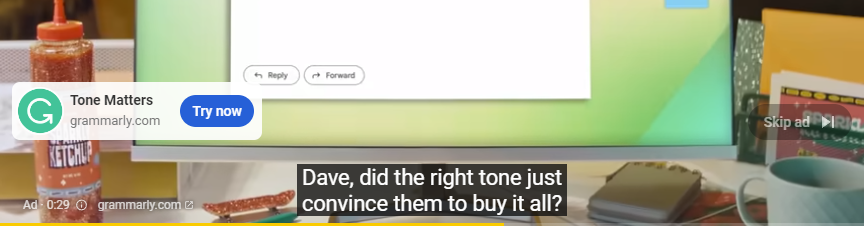 Reply
Forward
Tone Matters
grammarly.com
Try now
Skip ad
KETCHUP
Dave, did the right tone just
convince them to buy it all?
Ad · 0:29
grammarly.com